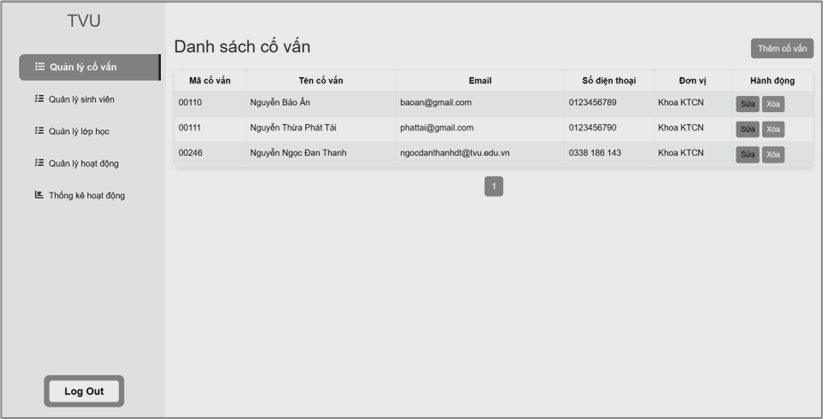 TVU
Quản lý cố vấn
Quản lý sinh viên
Quản lý lớp học
Quản lý hoạt động
Thống kê hoạt động
Log Out
Danh sách cố vấn
Thêm cố vấn
Mã cố vấn Tên cố vấn Email Số điện thoại Đơn vị Hành động
00110 Nguyễn Bảo Ân baoan@gmail.com 0123456789 Khoa KTCN Sửa Xóa
00111 Nguyễn Thừa Phát Tài phattai@gmail.com 0123456790 Khoa KTCN Sửa Xóa
00246 Nguyễn Ngọc Đan Thanh ngocdanthanhdt@tvu.edu.vn 0338 186 143 Khoa KTCN Sửa Xóa
1